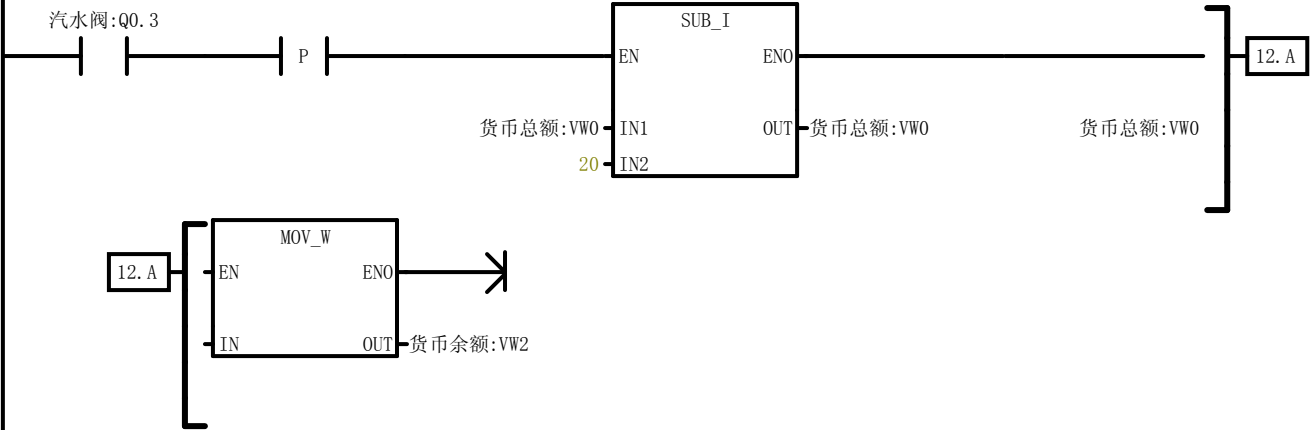 汽水阀:Q0.3
P
SUB_I
EN ENO
12.A
货币总额:VW0 IN1 OUT 货币总额:VW0 货币总额:VW0
20 IN2
MOV_W
12.A EN ENO
IN OUT 货币余额:VW2